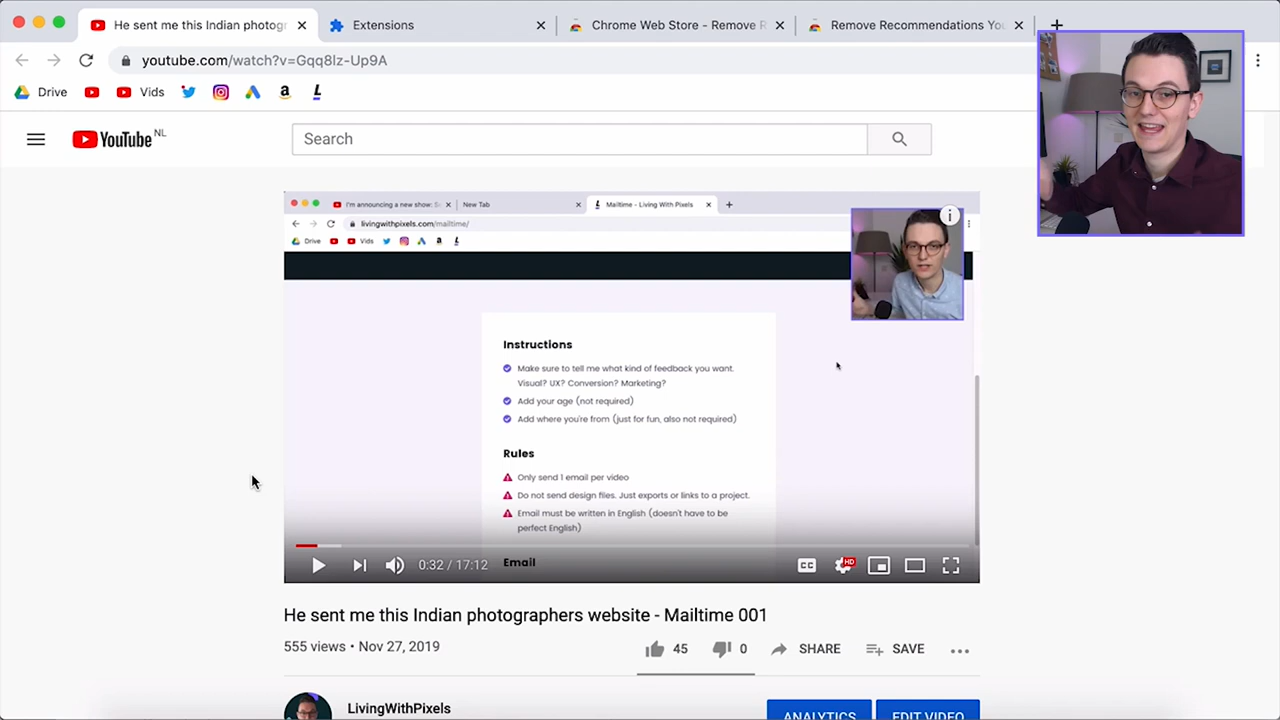 He sent me this Indian photog
Extensions
Chrome Web Store - Remove R
Remove Recommendations Yo
youtube.com/watch?v=Gqq8lz-Up9A
Drive
Vids
YouTube NL
Search
I'm announcing a new show: S
New Tab
Mailtime - Living With Pixels
livingwithpixels.com/mailtime/
Drive
Vids
Instructions
Make sure to tell me what kind of feedback you want.
Visual? UX? Conversion? Marketing?
Add your age (not required)
Add where you're from (just for fun, also not required)
Rules
Only send 1 email per video
Do not send design files. Just exports or links to a project.
Email must be written in English (doesn't have to be
perfect English)
Email
0:32 / 17:12
CC
HD
He sent me this Indian photographers website - Mailtime 001
555 views • Nov 27, 2019
45
0
SHARE
SAVE
LivingWithPixels
ANALYTICS
EDIT VIDEO